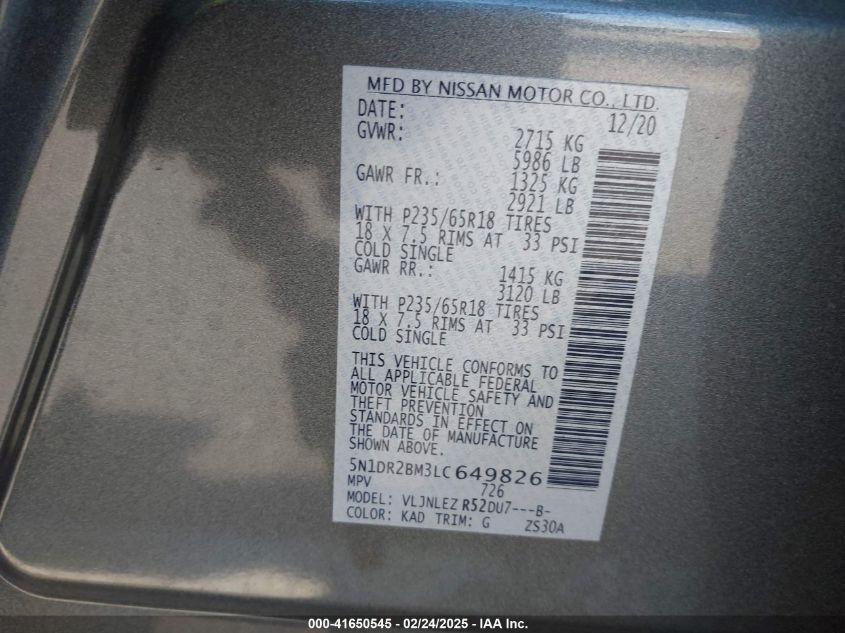 MFD BY NISSAN MOTOR CO., LTD.
DATE: 12/20
GVWR: 2715 KG
5986 LB
GAWR FR.: 1325 KG
2921 LB
WITH P235/65R18 TIRES
18 X 7.5 RIMS AT 33 PSI
COLD SINGLE
GAWR RR.: 1415 KG
3120 LB
WITH P235/65R18 TIRES
18 X 7.5 RIMS AT 33 PSI
COLD SINGLE
THIS VEHICLE CONFORMS TO
ALL APPLICABLE FEDERAL
MOTOR VEHICLE SAFETY AND
THEFT PREVENTION
STANDARDS IN EFFECT ON
THE DATE OF MANUFACTURE
SHOWN ABOVE.
5N1DR2BM3LC649826
MPV 726
MODEL: VLJNLEZ R52DU7---B-
COLOR: KAD TRIM: G ZS30A
000-41650545 - 02/24/2025 - IAA Inc.